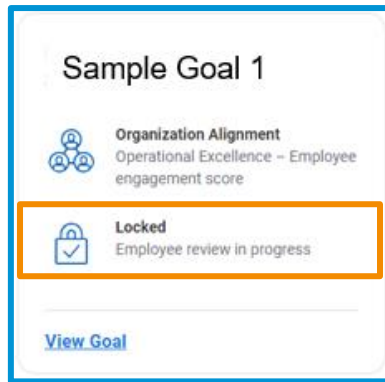 Sample Goal 1
Organization Alignment
Operational Excellence – Employee
engagement score
Locked
Employee review in progress
View Goal